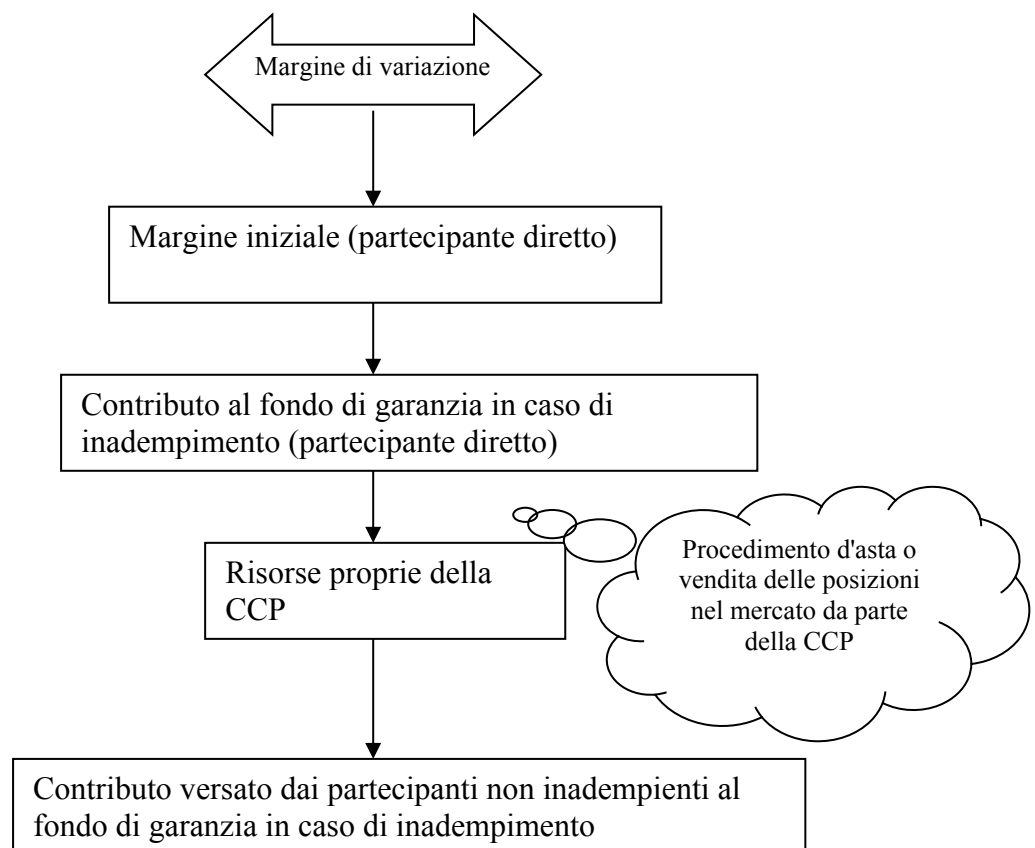 Margine di variazione
Margine iniziale (partecipante diretto)
Contributo al fondo di garanzia in caso di
inadempimento (partecipante diretto)
Risorse proprie della
CCP
Procedimento d'asta o
vendita delle posizioni
nel mercato da parte
della CCP
Contributo versato dai partecipanti non inadempienti al
fondo di garanzia in caso di inadempimento